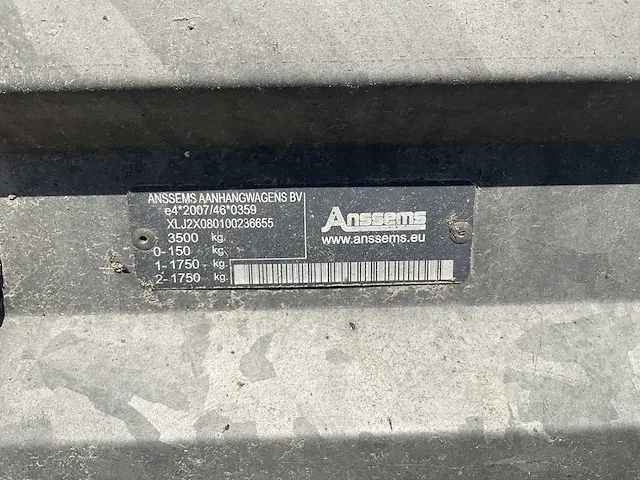 ANSSEMS AANHANGWAGENS BV
e4*2007/46*0359
XLJ2X080100236655
3500 kg.
0-150 kg.
1-1750 kg.
2-1750 kg.
Anssems
www.anssems.eu